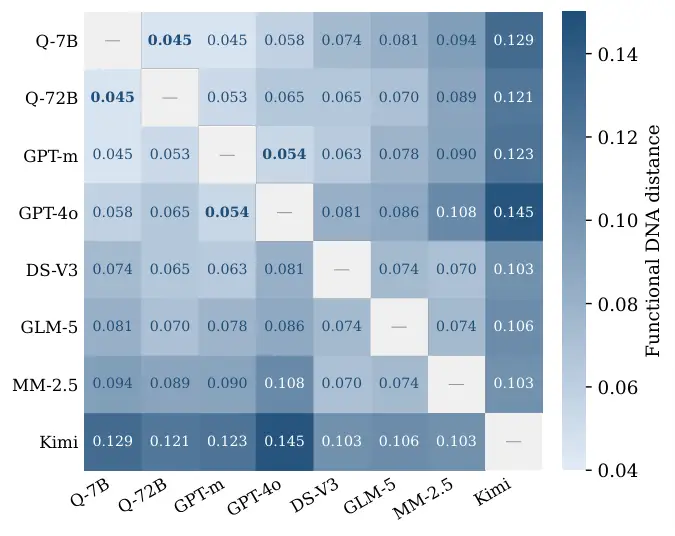 Q-7B — 0.045 0.045 0.058 0.074 0.081 0.094 0.129
Q-72B 0.045 — 0.053 0.065 0.065 0.070 0.089 0.121
GPT-m 0.045 0.053 — 0.054 0.063 0.078 0.090 0.123
GPT-4o 0.058 0.065 0.054 — 0.081 0.086 0.108 0.145
DS-V3 0.074 0.065 0.063 0.081 — 0.074 0.070 0.103
GLM-5 0.081 0.070 0.078 0.086 0.074 — 0.074 0.106
MM-2.5 0.094 0.089 0.090 0.108 0.070 0.074 — 0.103
Kimi 0.129 0.121 0.123 0.145 0.103 0.106 0.103 —
Q-7B Q-72B GPT-m GPT-4o DS-V3 GLM-5 MM-2.5 Kimi
0.14
0.12
0.10
0.08
0.06
0.04
Functional DNA distance